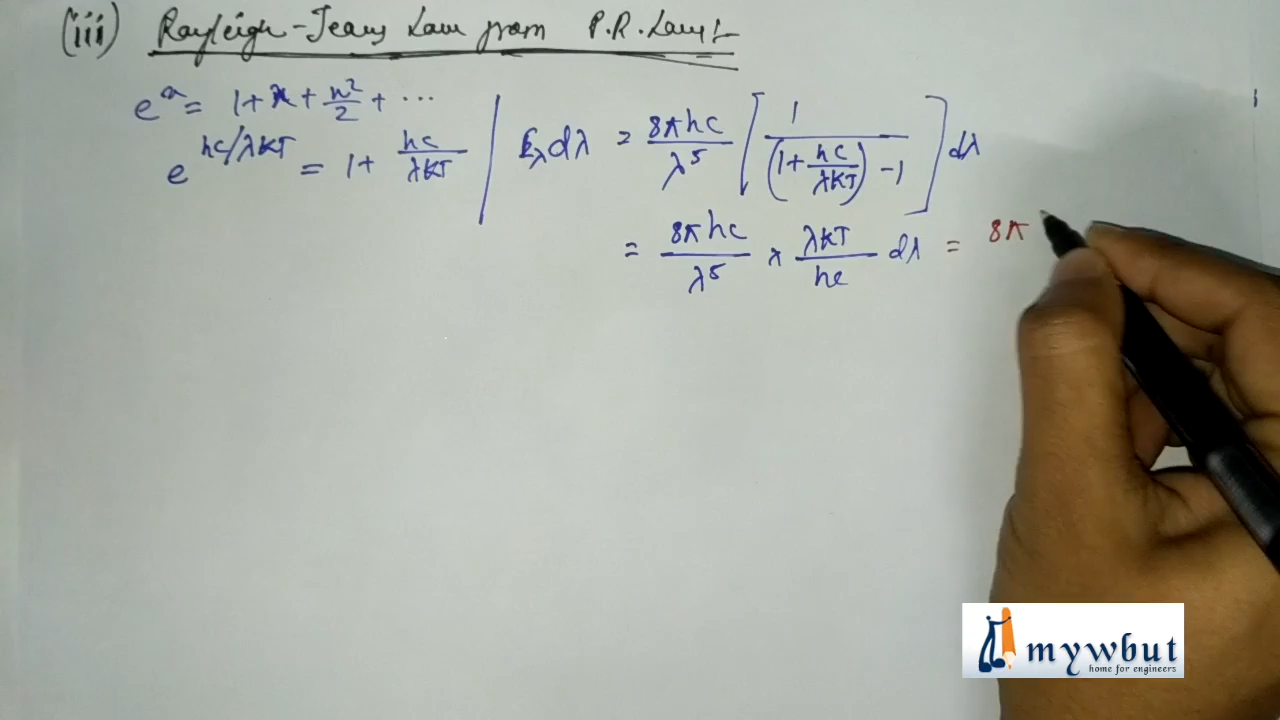 (iii) Rayleigh-Jeans Law from P.R. Law:-
e^x = 1 + x + x²/2 + ...
e^hc/λKT = 1 + hc/λKT
E_λ dλ = 8πhc/λ⁵ [1/((1 + hc/λKT) - 1)] dλ
= 8πhc/λ⁵ × λKT/hc dλ = 8π
mywbut
home for engineers